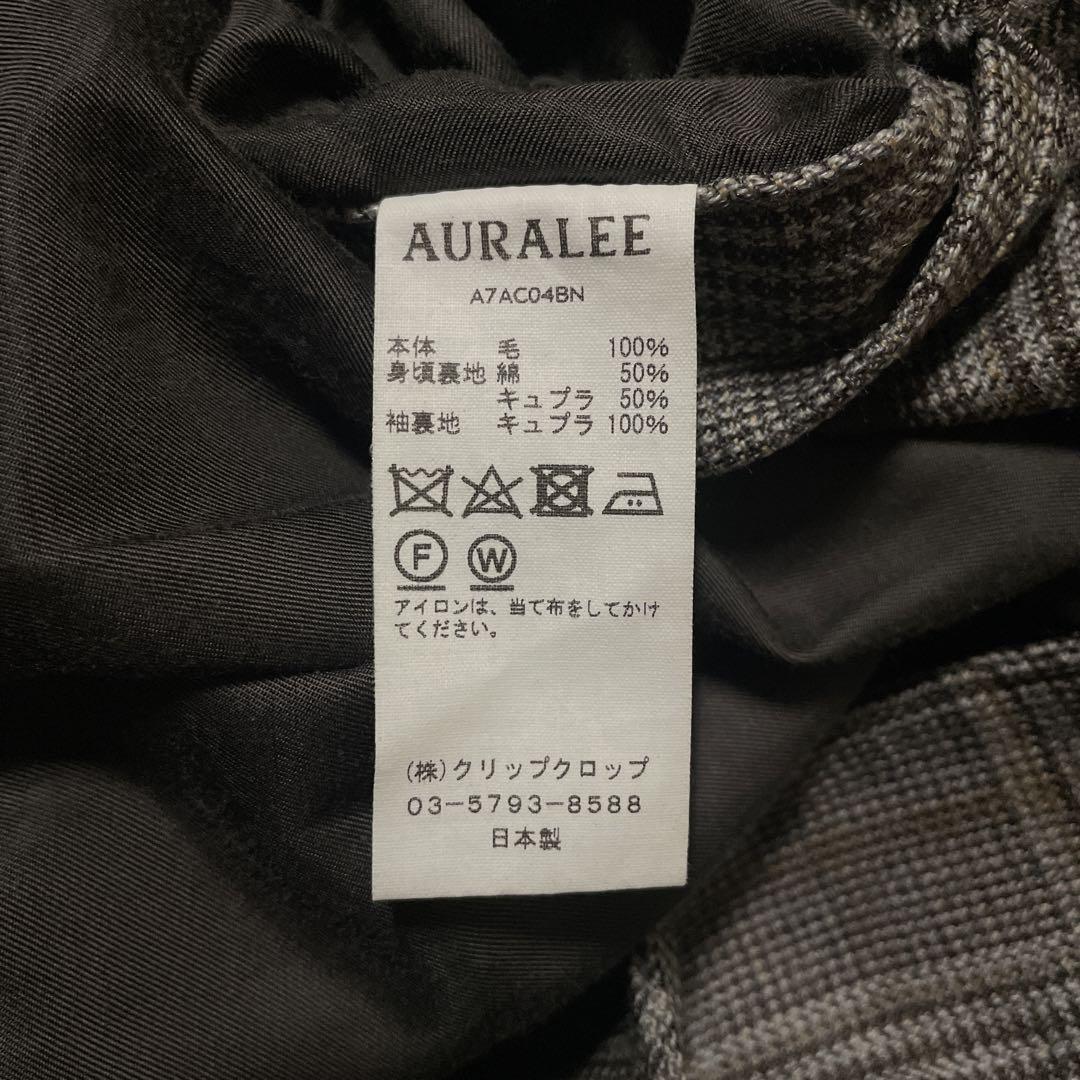 AURALEE
A7AC04BN
本体 毛 100%
身頃裏地 綿 50%
キュプラ 50%
袖裏地 キュプラ 100%
F W
アイロンは、当て布をしてかけ
てください。
(株)クリップクロップ
03-5793-8588
日本製